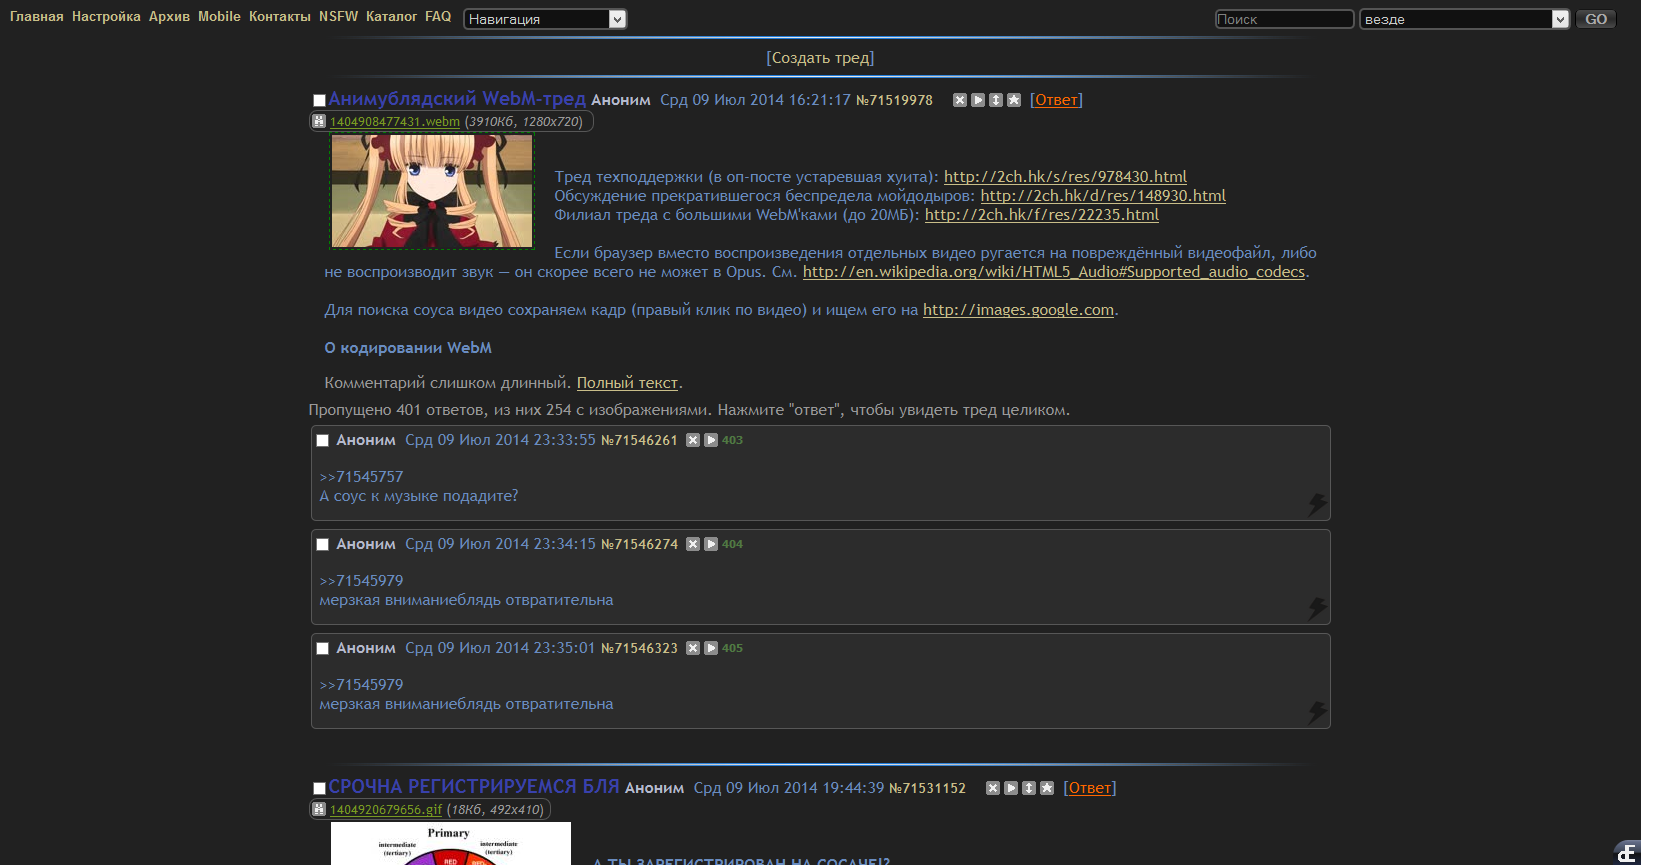 Главная Настройка Архив Mobile Контакты NSFW Каталог FAQ Навигация Поиск везде GO
[Создать тред]
Анимублядский WebM-тред Аноним Срд 09 Июл 2014 16:21:17 №71519978 [Ответ]
1404908477431.webm (3910Кб, 1280x720)
Тред техподдержки (в оп-посте устаревшая хуита): http://2ch.hk/s/res/978430.html
Обсуждение прекратившегося беспредела мойдодыров: http://2ch.hk/d/res/148930.html
Филиал треда с большими WebM'ками (до 20МБ): http://2ch.hk/f/res/22235.html
Если браузер вместо воспроизведения отдельных видео ругается на повреждённый видеофайл, либо
не воспроизводит звук — он скорее всего не может в Opus. См. http://en.wikipedia.org/wiki/HTML5_Audio#Supported_audio_codecs.
Для поиска соуса видео сохраняем кадр (правый клик по видео) и ищем его на http://images.google.com.
О кодировании WebM
Комментарий слишком длинный. Полный текст.
Пропущено 401 ответов, из них 254 с изображениями. Нажмите "ответ", чтобы увидеть тред целиком.
Аноним Срд 09 Июл 2014 23:33:55 №71546261 403
>>71545757
А соус к музыке подадите?
Аноним Срд 09 Июл 2014 23:34:15 №71546274 404
>>71545979
мерзкая вниманиеблядь отвратительна
Аноним Срд 09 Июл 2014 23:35:01 №71546323 405
>>71545979
мерзкая вниманиеблядь отвратительна
СРОЧНА РЕГИСТРИРУЕМСЯ БЛЯ Аноним Срд 09 Июл 2014 19:44:39 №71531152 [Ответ]
1404920679656.gif (18Кб, 492x410)
Primary
intermediate (tertiary) intermediate (tertiary)
RED
А ТЫ ЗАРЕГИСТРИРОВАН НА СОСАЧЕ!?